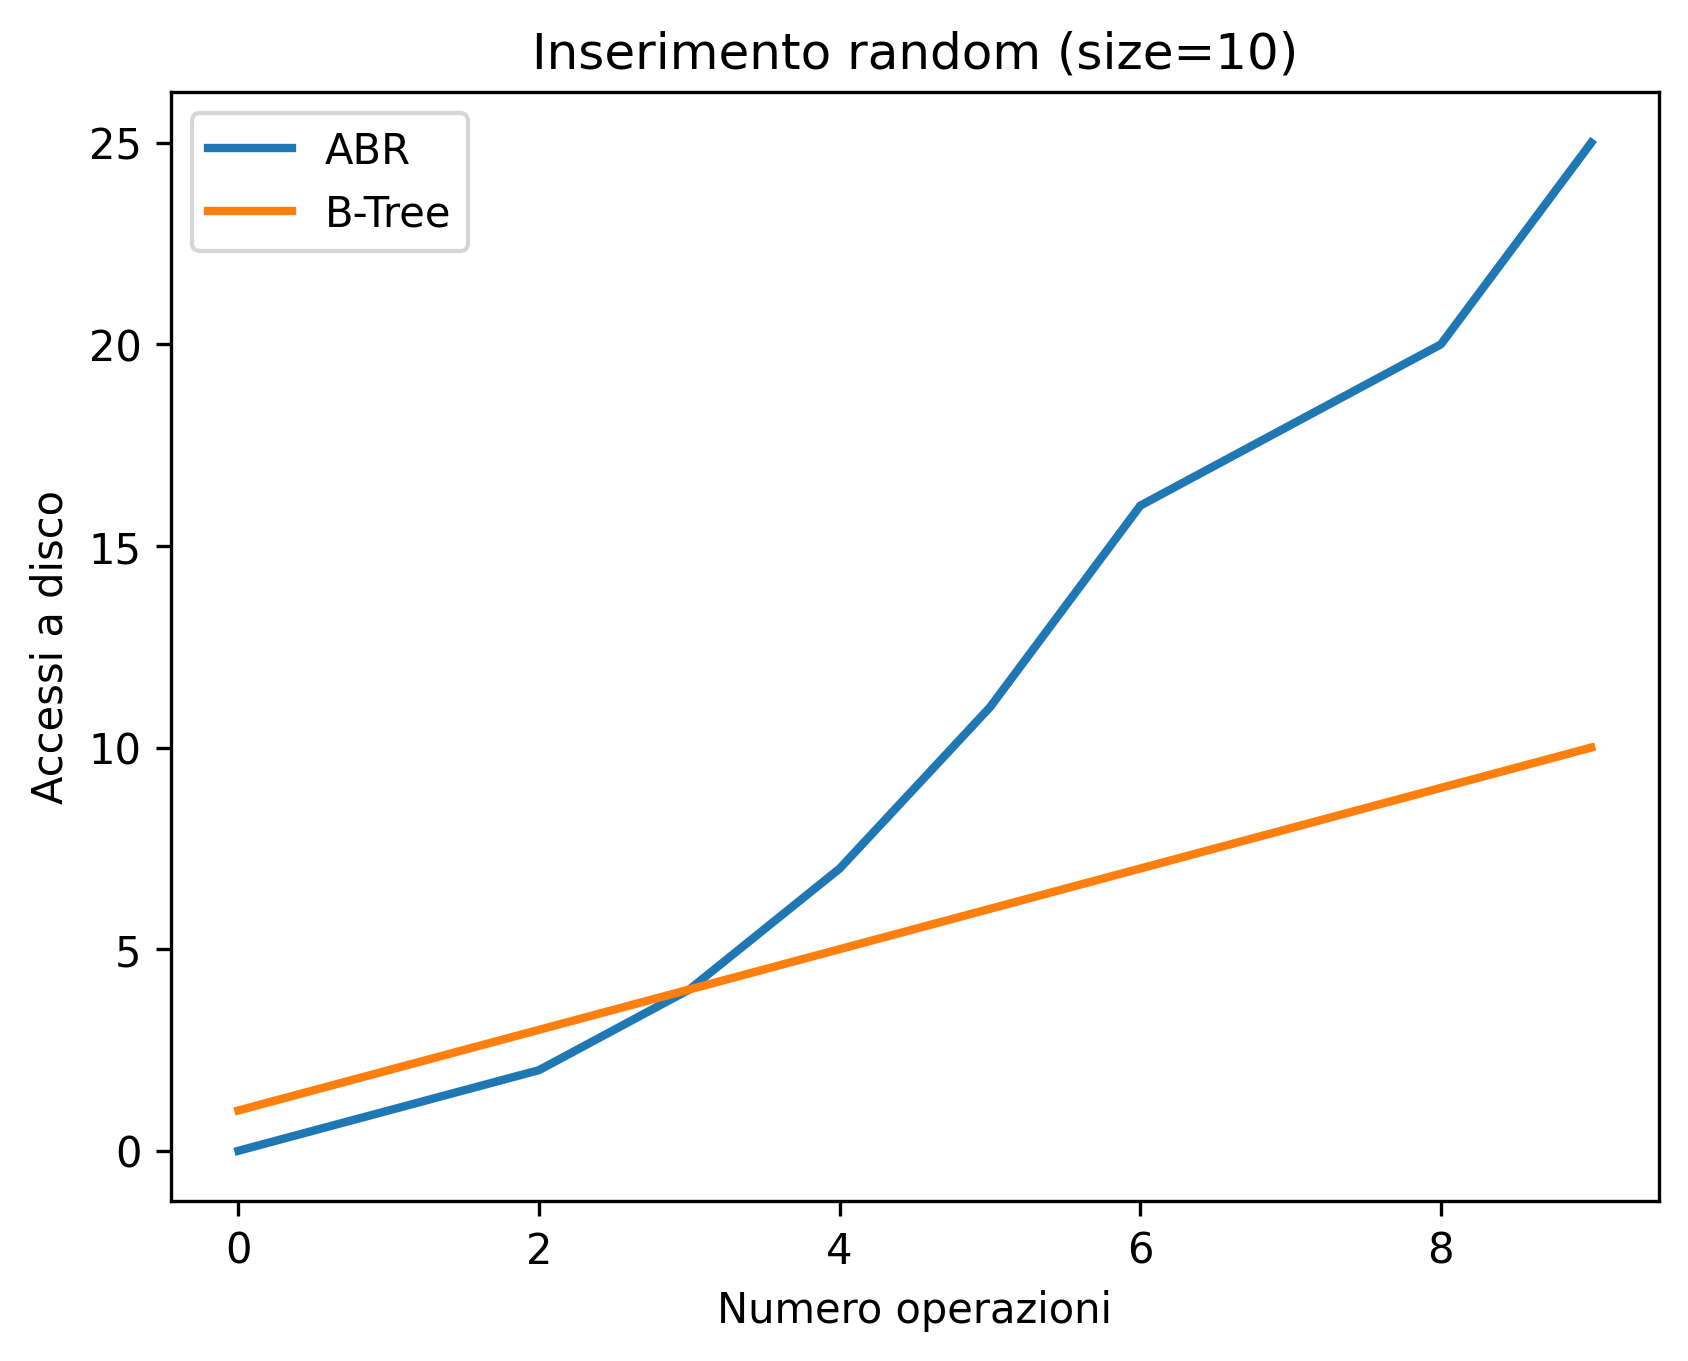 Inserimento random (size=10)
ABR
B-Tree
25
20
15
10
5
0
Accessi a disco
0 2 4 6 8
Numero operazioni